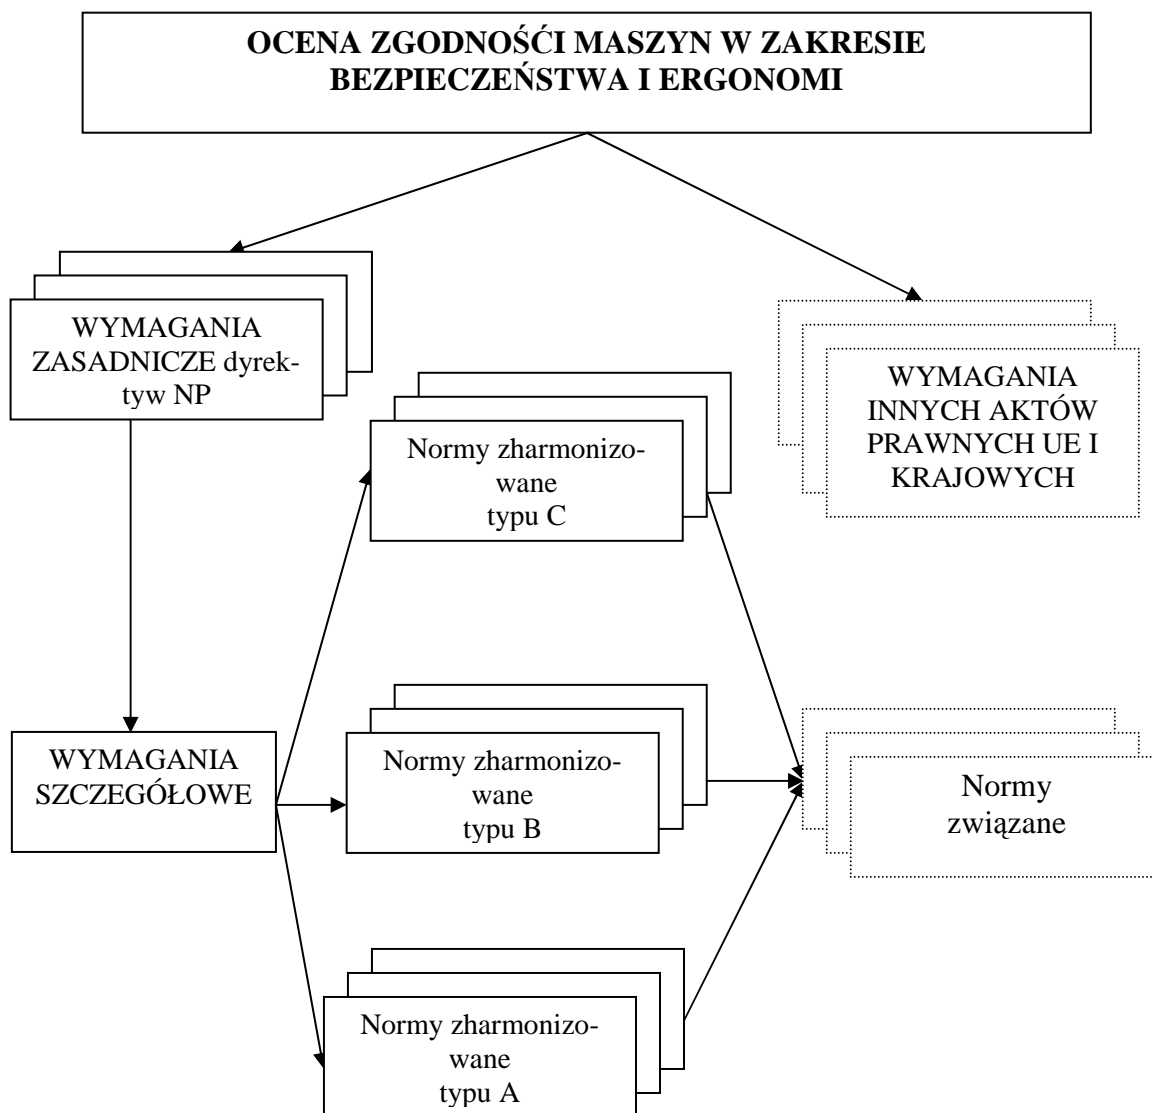 OCENA ZGODNOŚĆI MASZYN W ZAKRESIE
BEZPIECZEŃSTWA I ERGONOMI
WYMAGANIA
ZASADNICZE dyrek-
tyw NP
WYMAGANIA
INNYCH AKTÓW
PRAWNYCH UE I
KRAJOWYCH
Normy zharmonizo-
wane
typu C
WYMAGANIA
SZCZEGÓŁOWE
Normy zharmonizo-
wane
typu B
Normy
związane
Normy zharmonizo-
wane
typu A